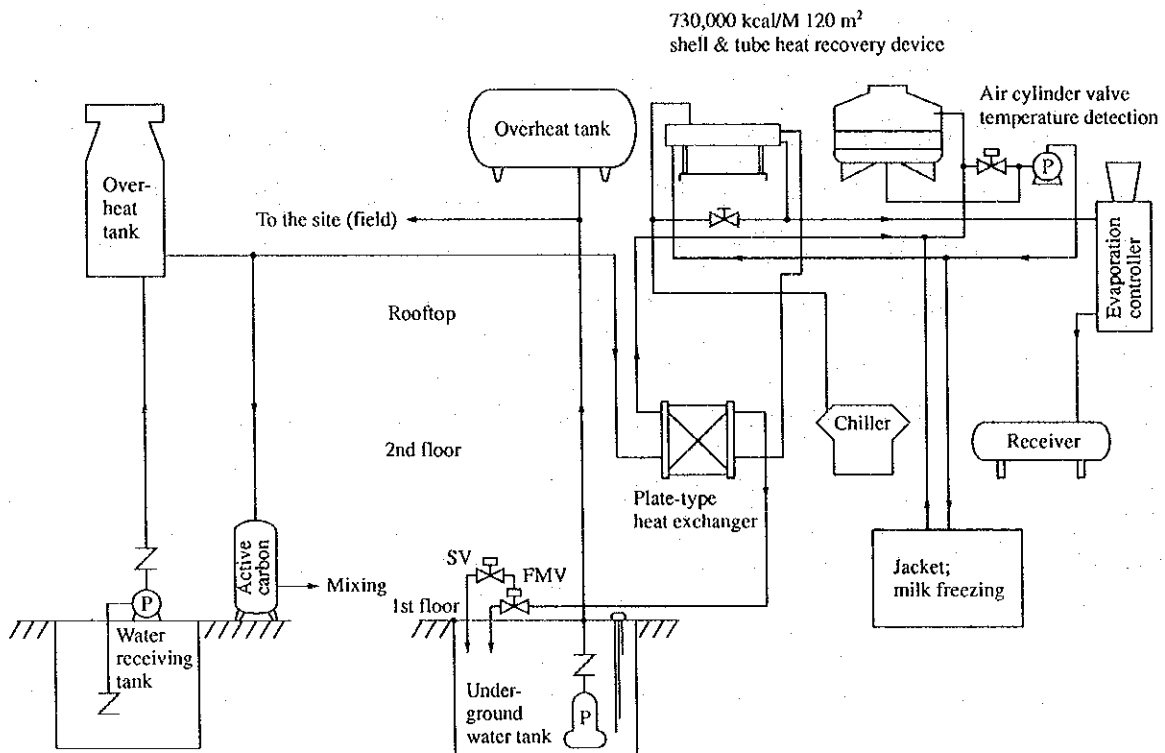 730,000 kcal/M 120 m²
shell & tube heat recovery device
Air cylinder valve
temperature detection
Overheat tank
P
Over-
heat
tank
To the site (field)
Evaporation
controller
Rooftop
Chiller
Receiver
2nd floor
Plate-type
heat exchanger
Active
carbon
Mixing
SV
FMV
1st floor
Jacket;
milk freezing
P
Water
receiving
tank
Under-
ground
water tank
P